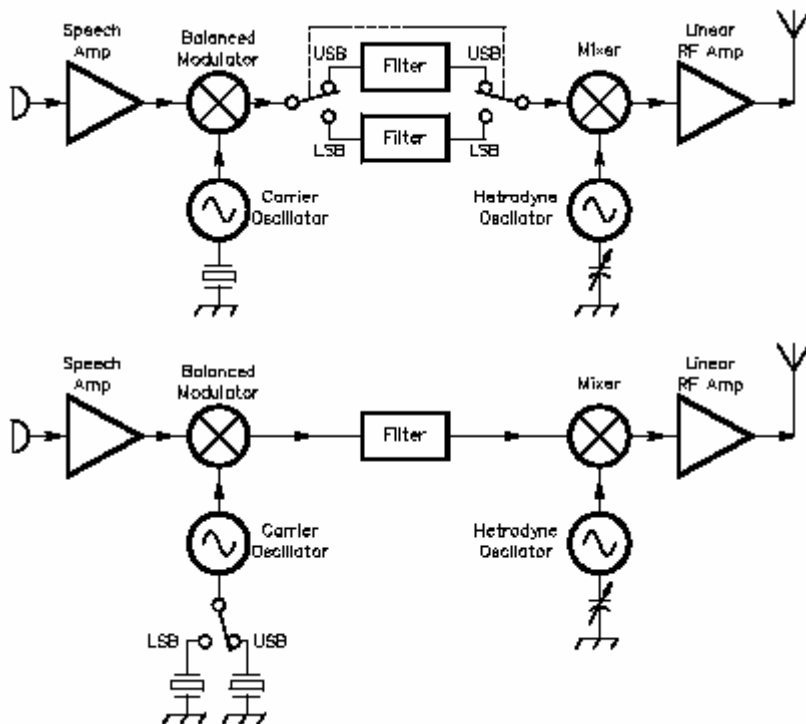 Speech
Amp
Balanced
Modulator
USB
Filter
USB
Mixer
Linear
RF Amp
LSB
Filter
LSB
Carrier
Oscillator
Hetrodyne
Oscillator
Speech
Amp
Balanced
Modulator
Filter
Mixer
Linear
RF Amp
Carrier
Oscillator
Hetrodyne
Oscillator
LSB
USB